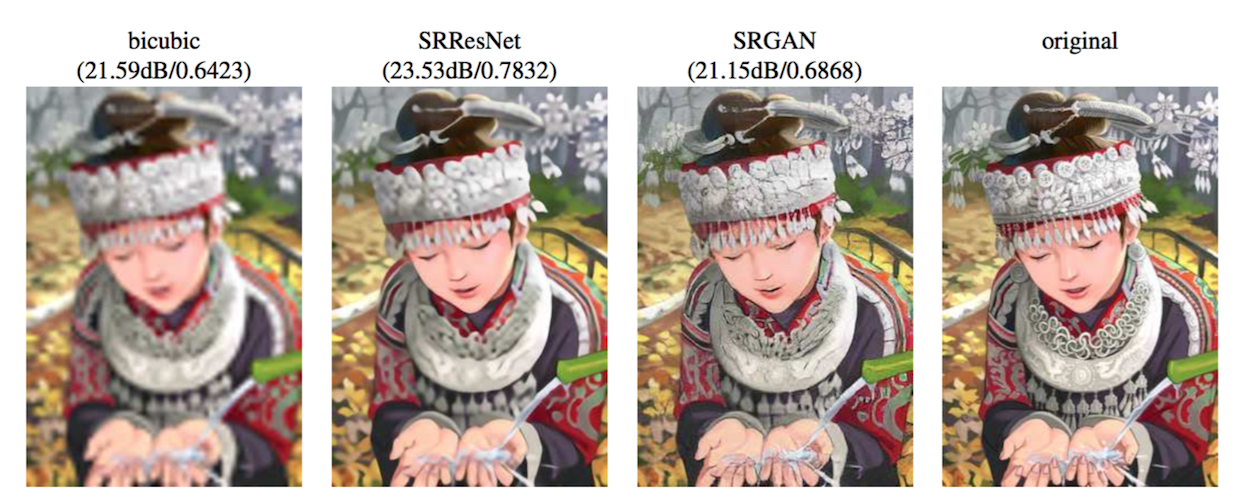 bicubic
(21.59dB/0.6423)
SRResNet
(23.53dB/0.7832)
SRGAN
(21.15dB/0.6868)
original